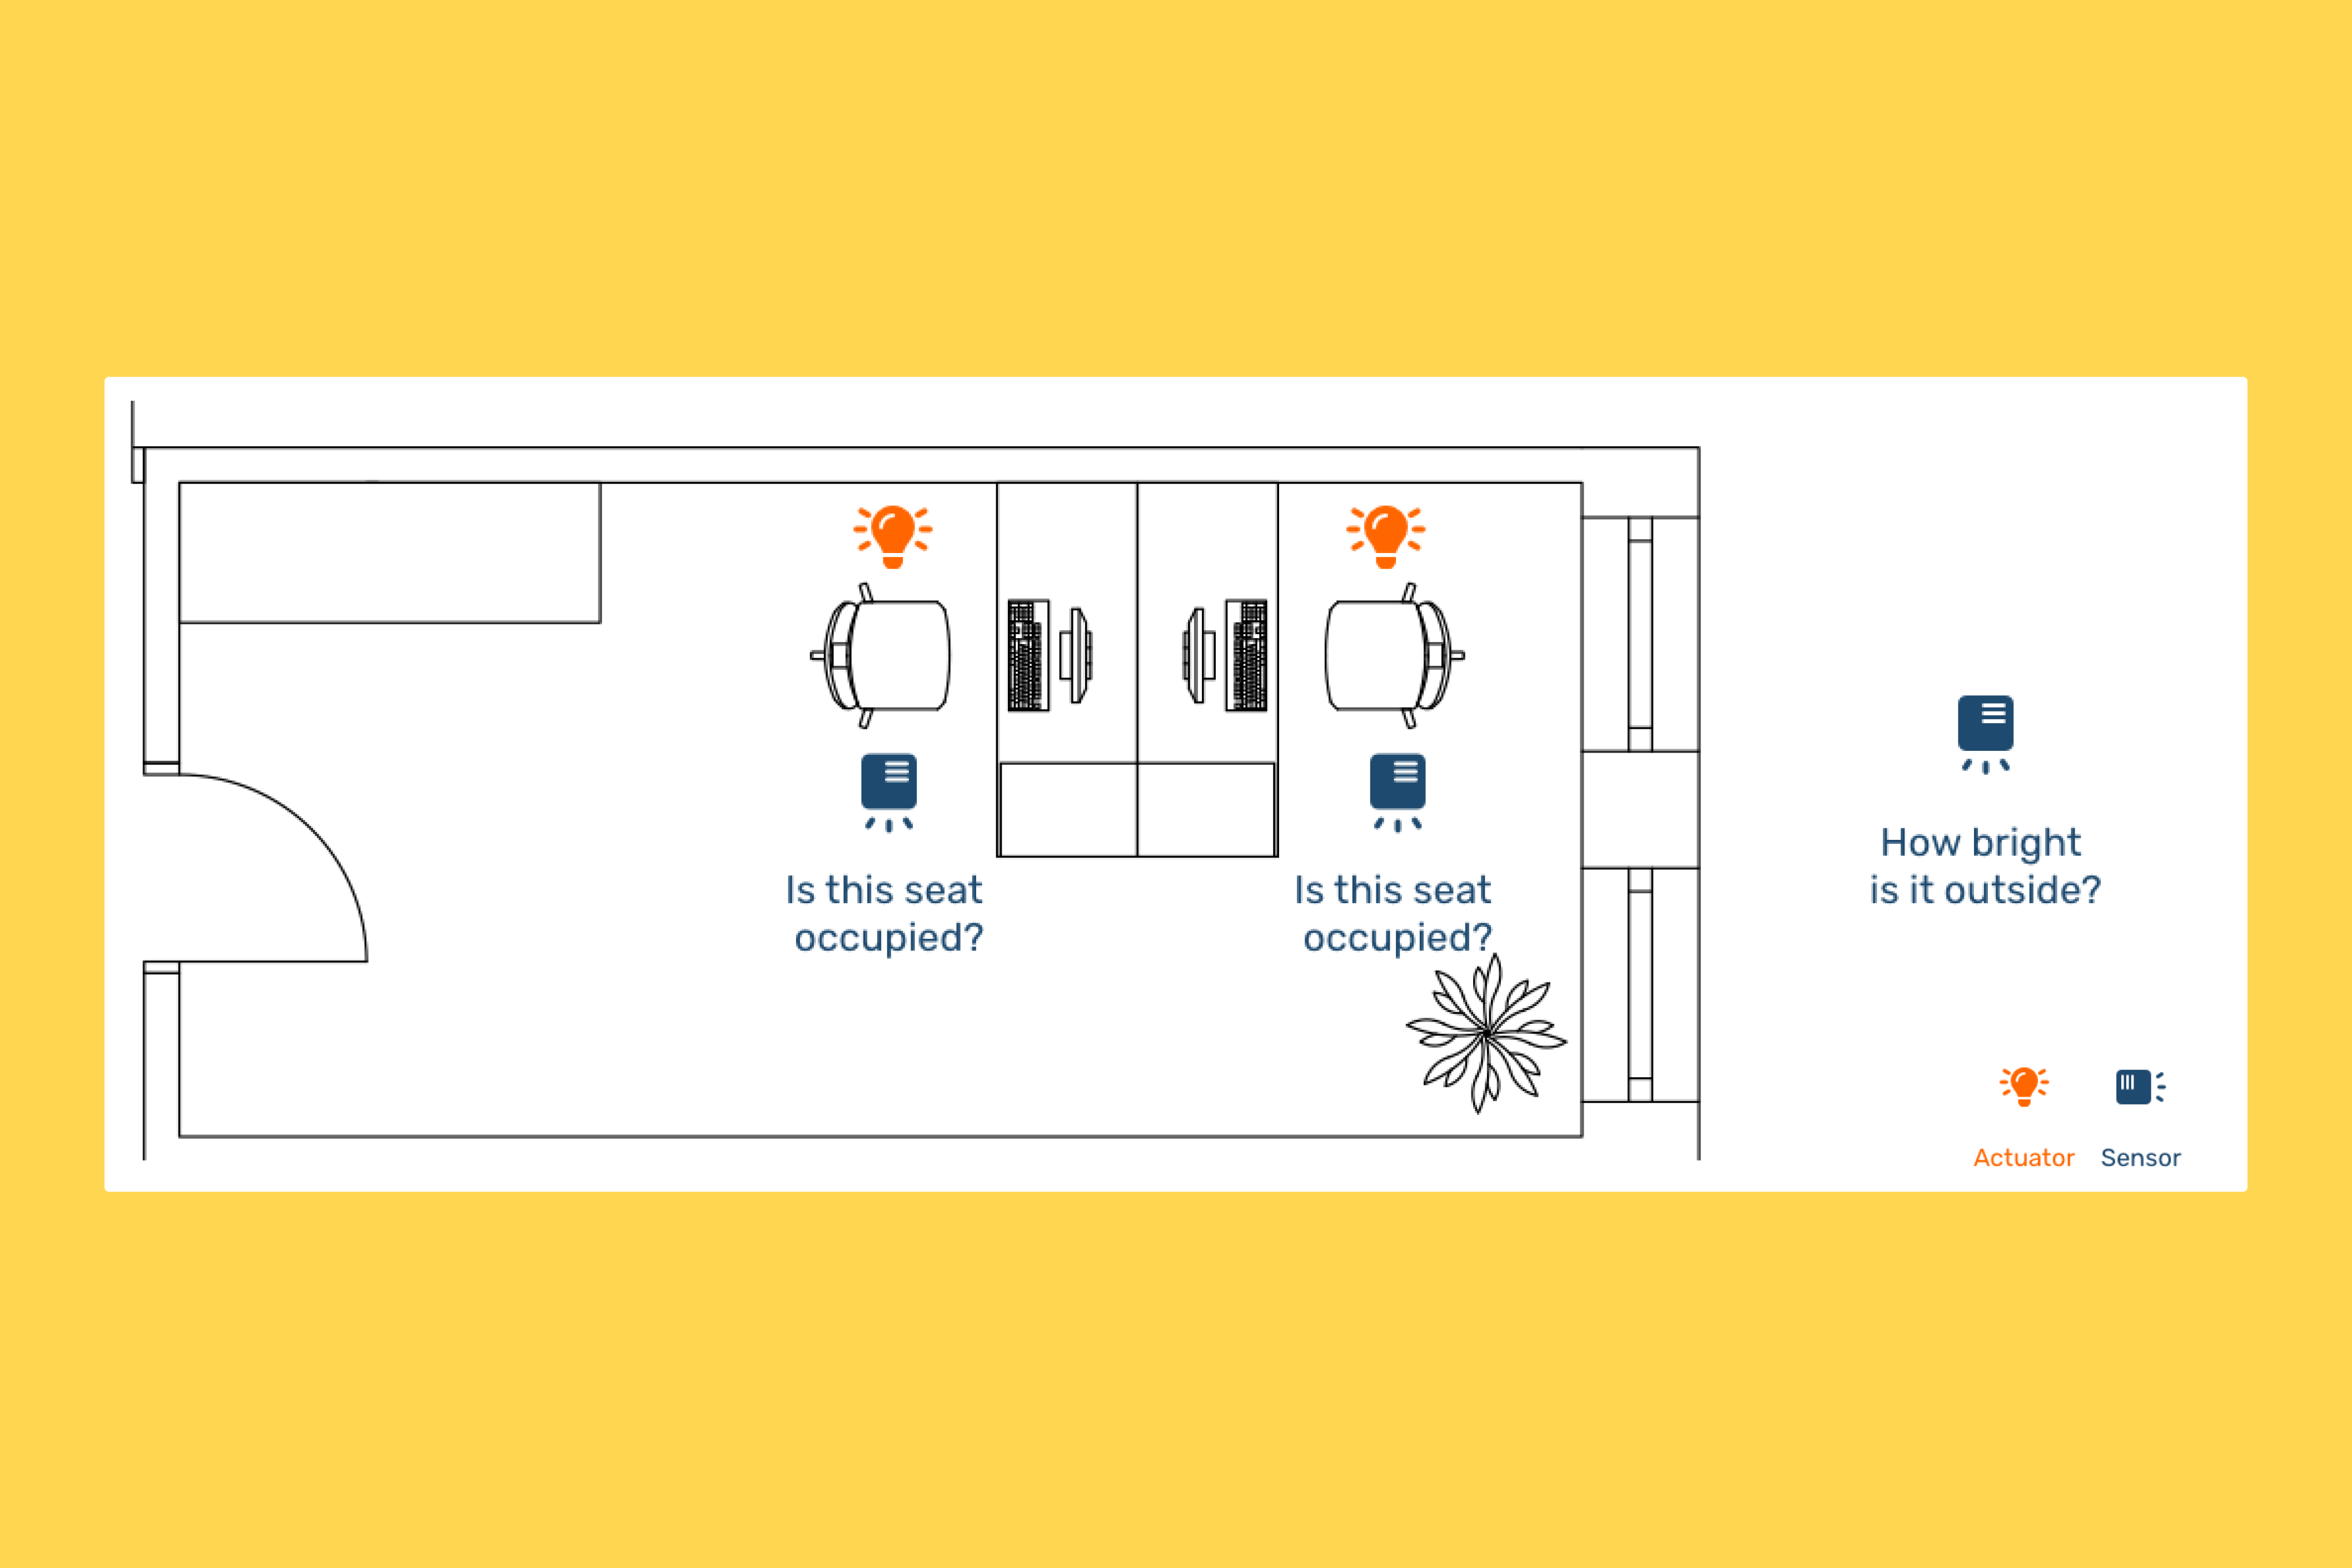 Is this seat
occupied?
Is this seat
occupied?
How bright
is it outside?
Actuator
Sensor